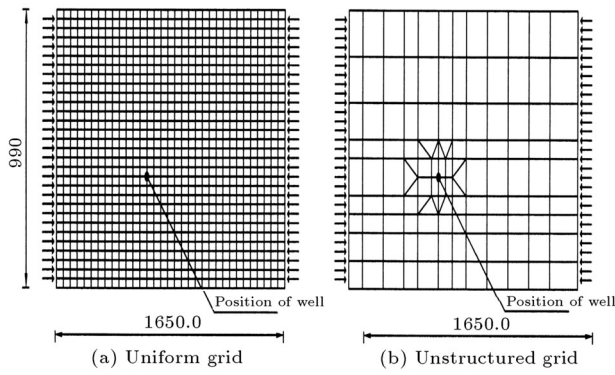 990
Position of well
Position of well
1650.0
1650.0
(a) Uniform grid
(b) Unstructured grid